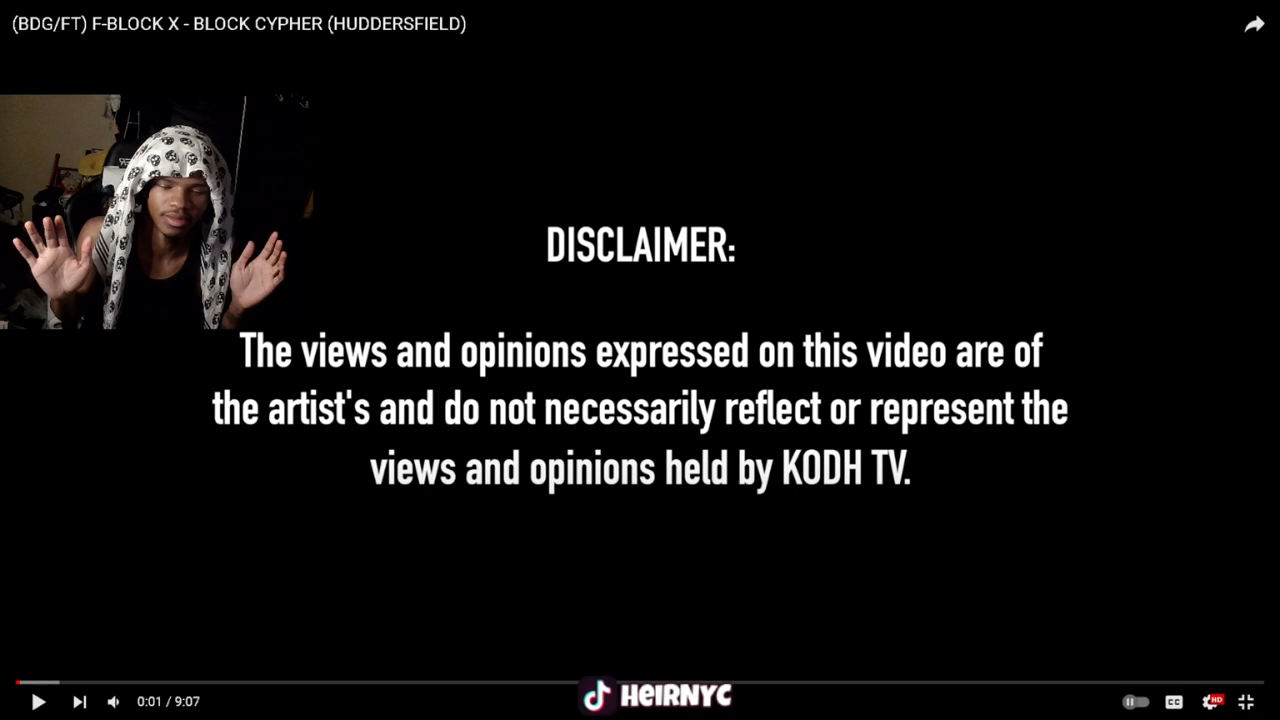 (BDG/FT) F-BLOCK X - BLOCK CYPHER (HUDDERSFIELD)
DISCLAIMER:
The views and opinions expressed on this video are of
the artist's and do not necessarily reflect or represent the
views and opinions held by KODH TV.
0:01 / 9:07
HEIRNYC
CC
HD